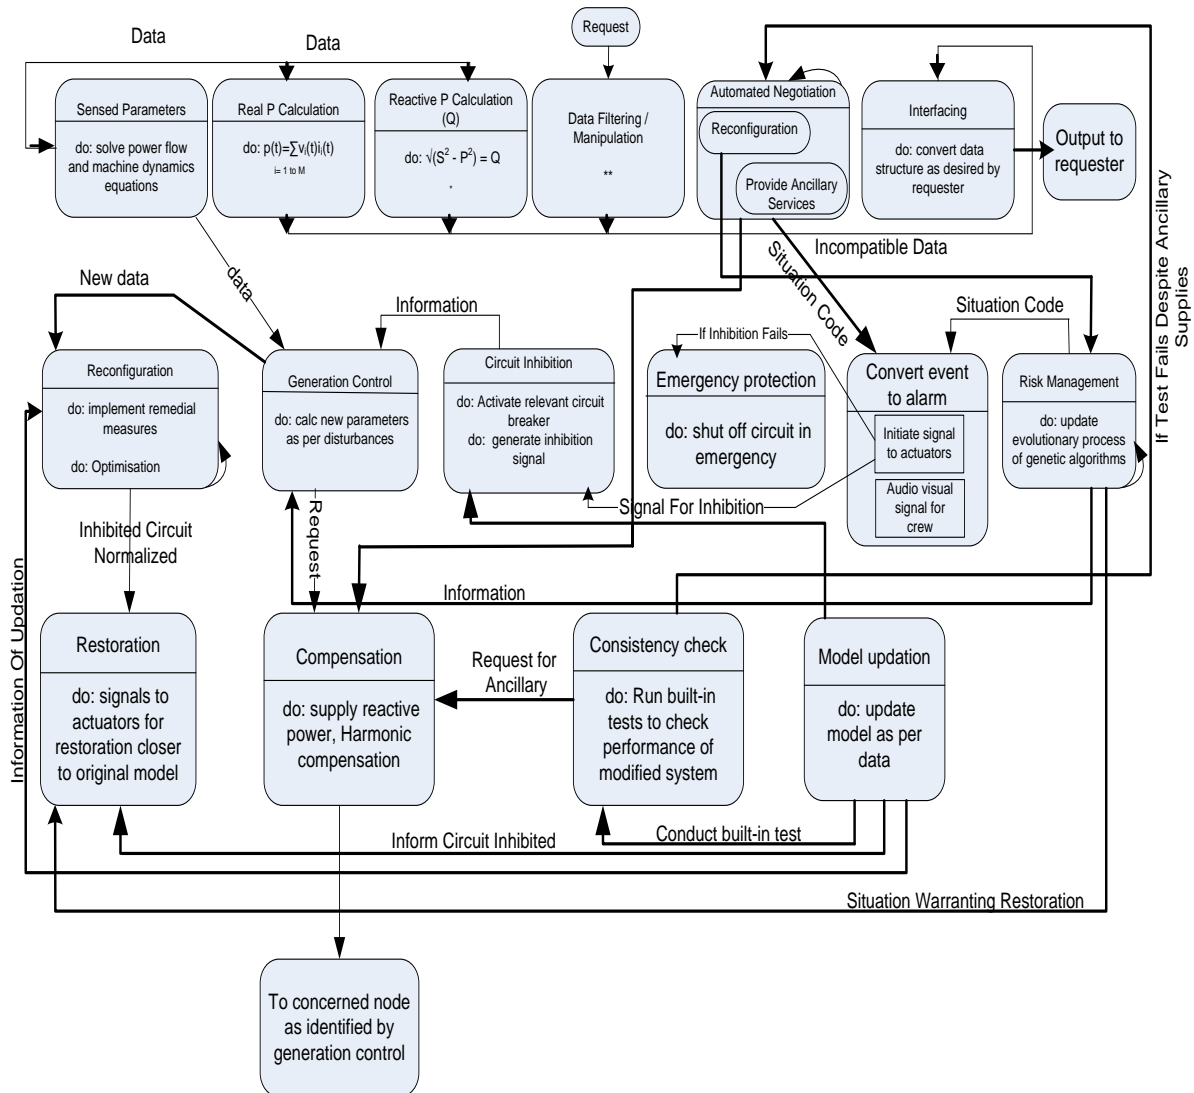 Request
Data
Data
Sensed Parameters
do: solve power flow
and machine dynamics
equations
Real P Calculation
do: p(t)=∑vᵢ(t)iᵢ(t)
i= 1 to M
Reactive P Calculation
(Q)
do: √(S² - P²) = Q
*
Data Filtering /
Manipulation
**
Automated Negotiation
Reconfiguration
Provide Ancillary
Services
Interfacing
do: convert data
structure as desired by
requester
Output to
requester
Incompatible Data
If Test Fails Despite Ancillary
Supplies
New data
data
Information
Situation Code
Situation Code
Reconfiguration
do: implement remedial
measures
do: Optimisation
Generation Control
do: calc new parameters
as per disturbances
Circuit Inhibition
do: Activate relevant circuit
breaker
do: generate inhibition
signal
If Inhibition Fails
Emergency protection
do: shut off circuit in
emergency
Convert event
to alarm
Initiate signal
to actuators
Audio visual
signal for
crew
Risk Management
do: update
evolutionary process
of genetic algorithms
Signal For Inhibition
Inhibited Circuit
Normalized
Request
Information
Information Of Updation
Restoration
do: signals to
actuators for
restoration closer
to original model
Compensation
do: supply reactive
power, Harmonic
compensation
Request for
Ancillary
Consistency check
do: Run built-in
tests to check
performance of
modified system
Model updation
do: update
model as per
data
Conduct built-in test
Inform Circuit Inhibited
Situation Warranting Restoration
To concerned node
as identified by
generation control